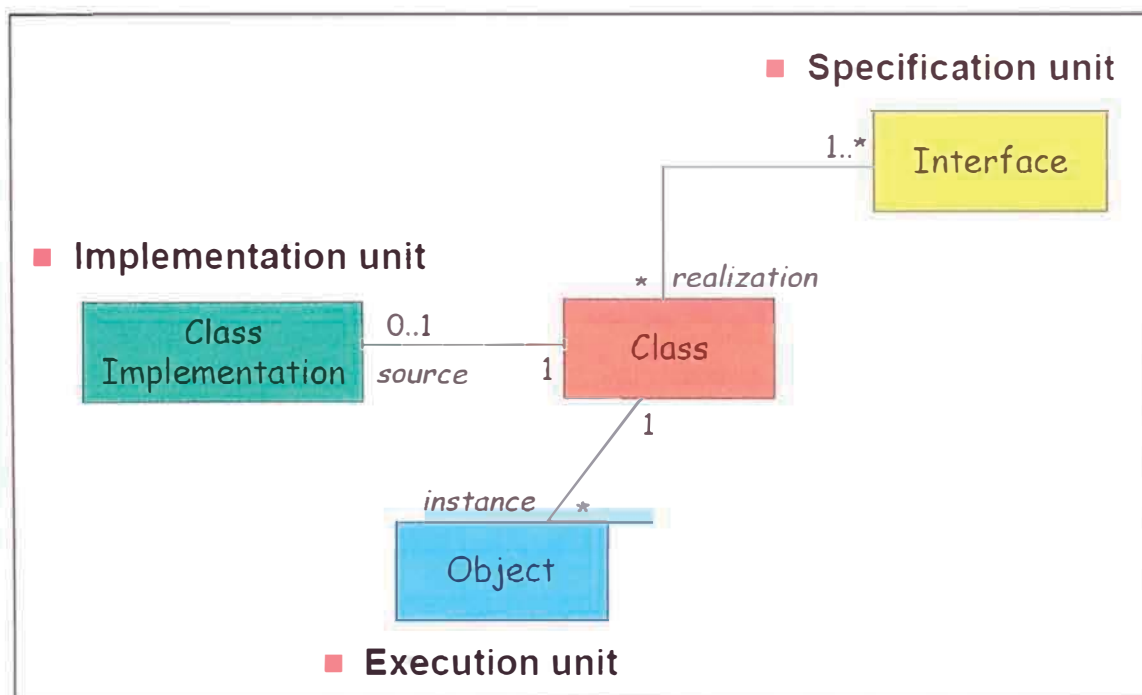 Specification unit
1..*
Interface
Implementation unit
* realization
Class
Implementation
0..1
source
1
Class
1
instance *
Object
Execution unit